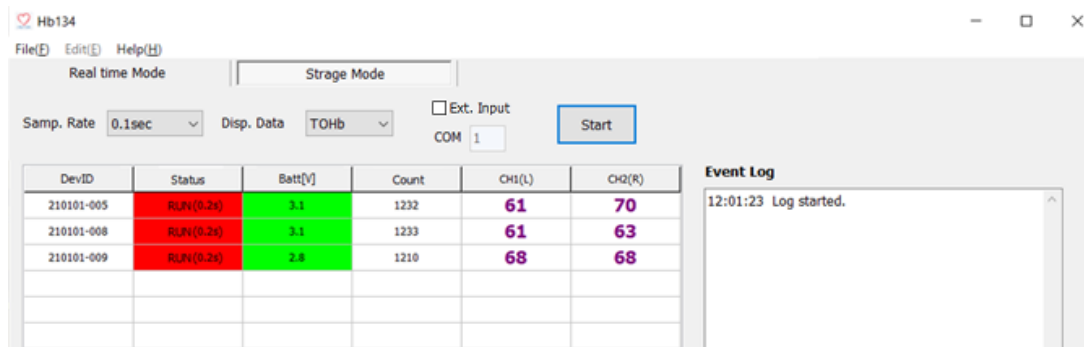 Hb134
File(F) Edit(E) Help(H)
Real time Mode Strage Mode
Samp. Rate 0.1sec Disp. Data TOHb Ext. Input
COM 1 Start
DevID Status Batt[V] Count CH1(L) CH2(R)
210101-005 RUN(0.2s) 3.1 1232 61 70
210101-008 RUN(0.2s) 3.1 1233 61 63
210101-009 RUN(0.2s) 2.8 1210 68 68
Event Log
12:01:23 Log started.